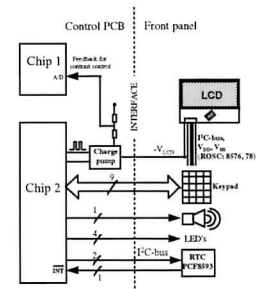 Control PCB
Front panel
Chip 1
A/D
Feedback for
contrast control
INTERFACE
LCD
Charge
pump
-VLCD
I²C-bus,
VDD, VSS
(ROSC: 8576, 78)
Chip 2
9
Keypad
1
4
LED's
I²C-bus
2
RTC
PCF8593
INT
1